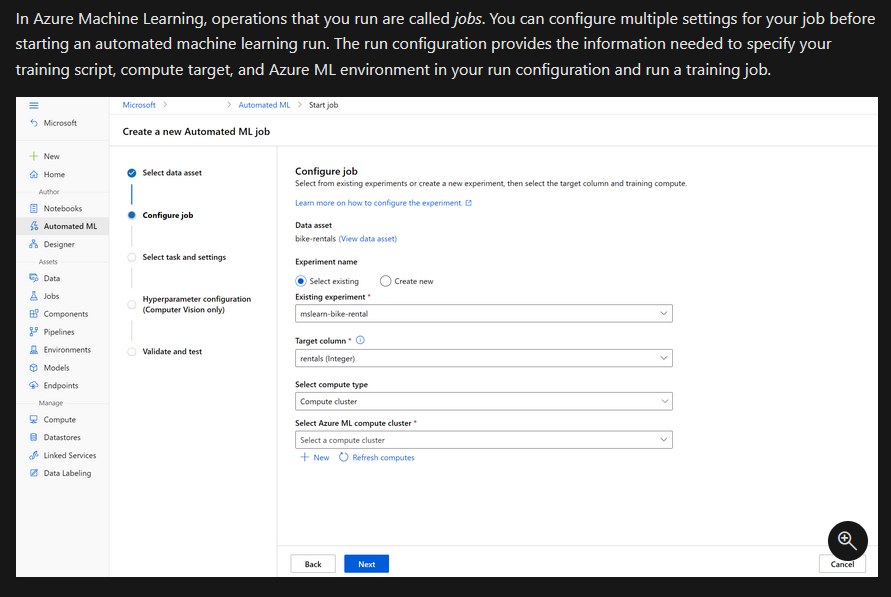 In Azure Machine Learning, operations that you run are called jobs. You can configure multiple settings for your job before
starting an automated machine learning run. The run configuration provides the information needed to specify your
training script, compute target, and Azure ML environment in your run configuration and run a training job.
Microsoft > > Automated ML > Start job
Microsoft
Create a new Automated ML job
New
Home
Author
Notebooks
Automated ML
Designer
Assets
Data
Jobs
Components
Pipelines
Environments
Models
Endpoints
Manage
Compute
Datastores
Linked Services
Data Labeling
Select data asset
Configure job
Select task and settings
Hyperparameter configuration
(Computer Vision only)
Validate and test
Configure job
Select from existing experiments or create a new experiment, then select the target column and training compute.
Learn more on how to configure the experiment.
Data asset
bike-rentals (View data asset)
Experiment name
Select existing Create new
Existing experiment *
mslearn-bike-rental
Target column *
rentals (Integer)
Select compute type
Compute cluster
Select Azure ML compute cluster *
Select a compute cluster
+ New Refresh computes
Back Next Cancel